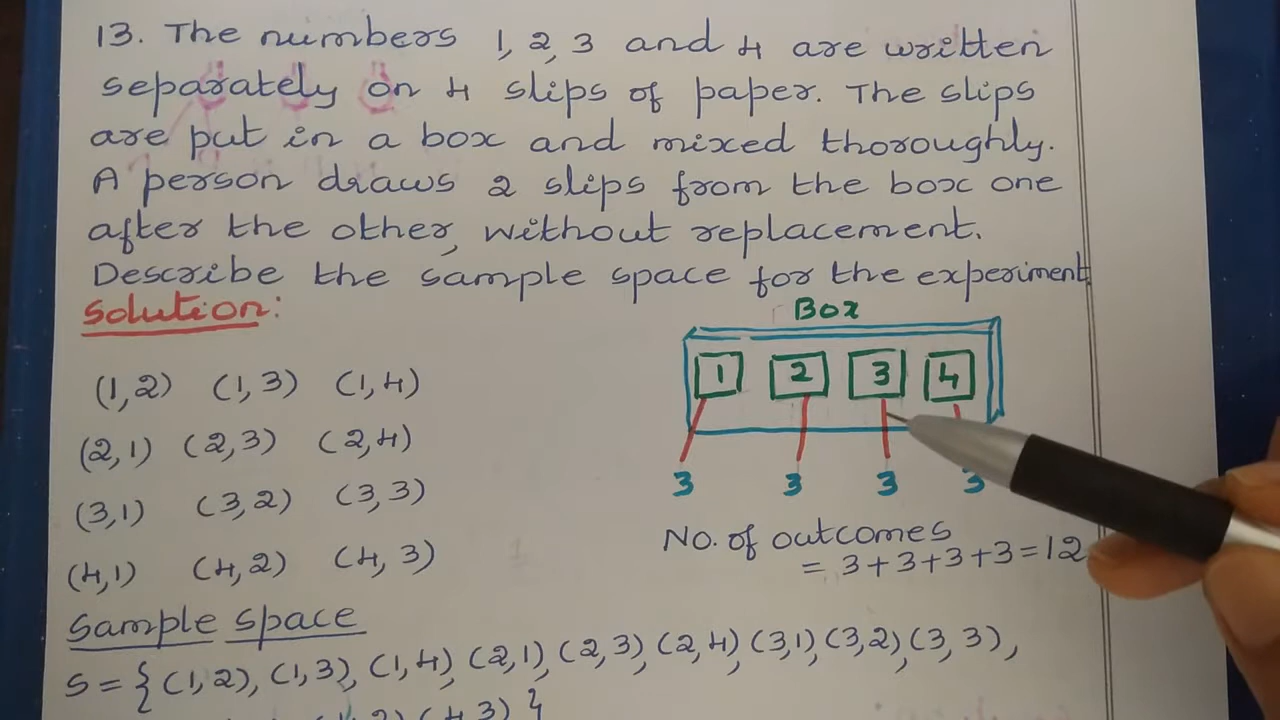 13. The numbers 1, 2, 3 and 4 are written
separately on 4 slips of paper. The slips
are put in a box and mixed thoroughly.
A person draws 2 slips from the box one
after the other, without replacement.
Describe the sample space for the experiment
Solution:
Box
1 2 3 4
3 3 3 3
(1,2) (1,3) (1,4)
(2,1) (2,3) (2,4)
(3,1) (3,2) (3,3)
(4,1) (4,2) (4,3)
No. of outcomes
= 3+3+3+3=12
Sample space
S = { (1,2), (1,3), (1,4), (2,1), (2,3), (2,4), (3,1), (3,2), (3,3),
(4,3) }